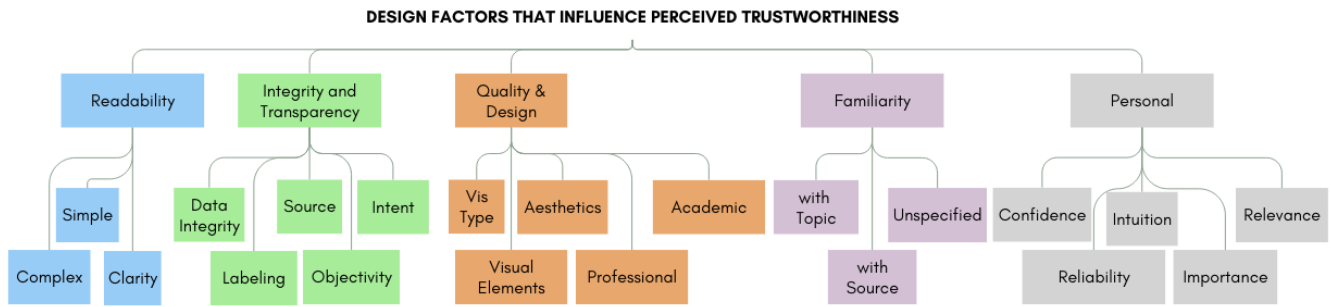 DESIGN FACTORS THAT INFLUENCE PERCEIVED TRUSTWORTHINESS
Readability
Simple
Complex
Clarity
Integrity and
Transparency
Data
Integrity
Source
Intent
Labeling
Objectivity
Quality &
Design
Vis
Type
Aesthetics
Academic
Visual
Elements
Professional
Familiarity
with
Topic
Unspecified
with
Source
Personal
Confidence
Intuition
Relevance
Reliability
Importance